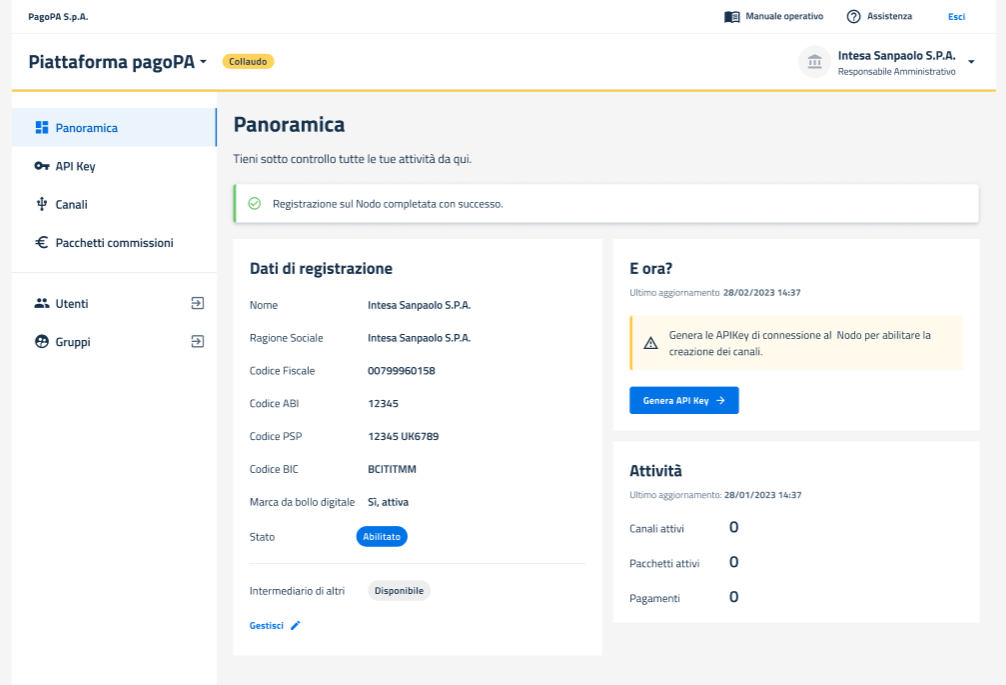 PagoPA S.p.A.
Manuale operativo
Assistenza
Esci
Piattaforma pagoPA
Collaudo
Intesa Sanpaolo S.P.A.
Responsabile Amministrativo
Panoramica
API Key
Canali
Pacchetti commissioni
Utenti
Gruppi
Panoramica
Tieni sotto controllo tutte le tue attività da qui.
Registrazione sul Nodo completata con successo.
Dati di registrazione
Nome Intesa Sanpaolo S.P.A.
Ragione Sociale Intesa Sanpaolo S.P.A.
Codice Fiscale 00799960158
Codice ABI 12345
Codice PSP 12345 UK6789
Codice BIC BCITITMM
Marca da bollo digitale Sì, attiva
Stato Abilitato
Intermediario di altri Disponibile
Gestisci
E ora?
Ultimo aggiornamento 28/02/2023 14:37
Genera le APIKey di connessione al Nodo per abilitare la
creazione dei canali.
Genera API Key
Attività
Ultimo aggiornamento: 28/01/2023 14:37
Canali attivi 0
Pacchetti attivi 0
Pagamenti 0